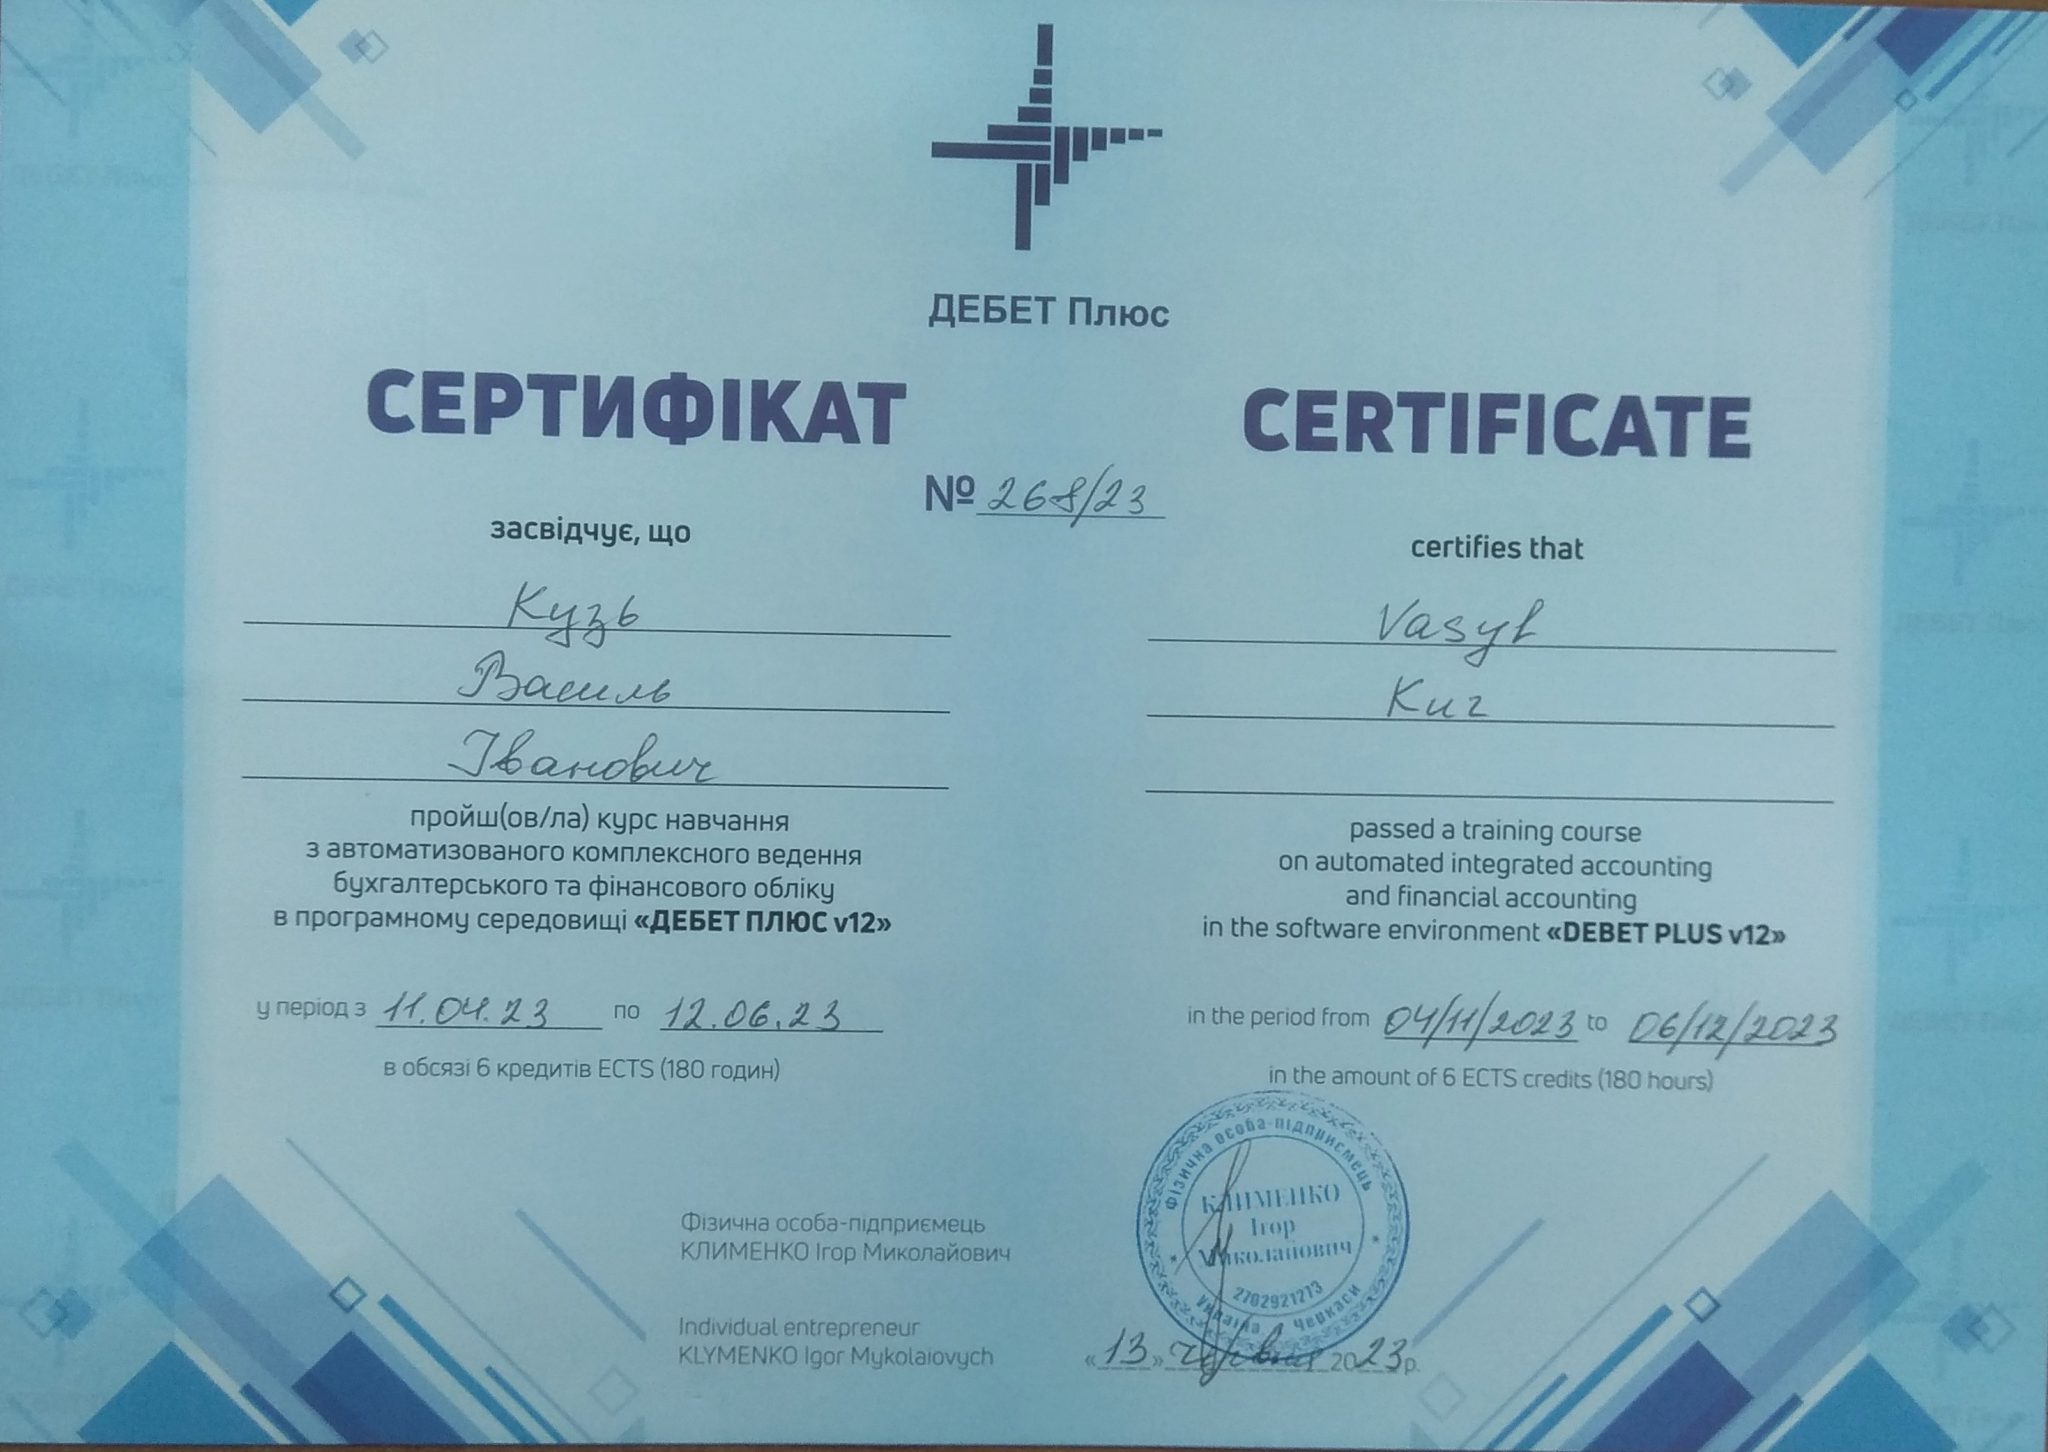 ДЕБЕТ Плюс
СЕРТИФІКАТ
CERTIFICATE
№ 268/23
засвідчує, що
Кузь
Василь
Іванович
пройш(ов/ла) курс навчання
з автоматизованого комплексного ведення
бухгалтерського та фінансового обліку
в програмному середовищі «ДЕБЕТ ПЛЮС v12»
у період з 11.04.23 по 12.06.23
в обсязі 6 кредитів ECTS (180 годин)
certifies that
Vasyl
Kuz
passed a training course
on automated integrated accounting
and financial accounting
in the software environment «DEBET PLUS v12»
in the period from 04/11/2023 to 06/12/2023
in the amount of 6 ECTS credits (180 hours)
Фізична особа-підприємець
КЛИМЕНКО Ігор Миколайович
Individual entrepreneur
KLYMENKO Igor Mykolaiovych
Фізична особа-підприємець
КЛИМЕНКО
Ігор
Миколайович
2702921273
Україна Черкаси
«13» червня 2023р.